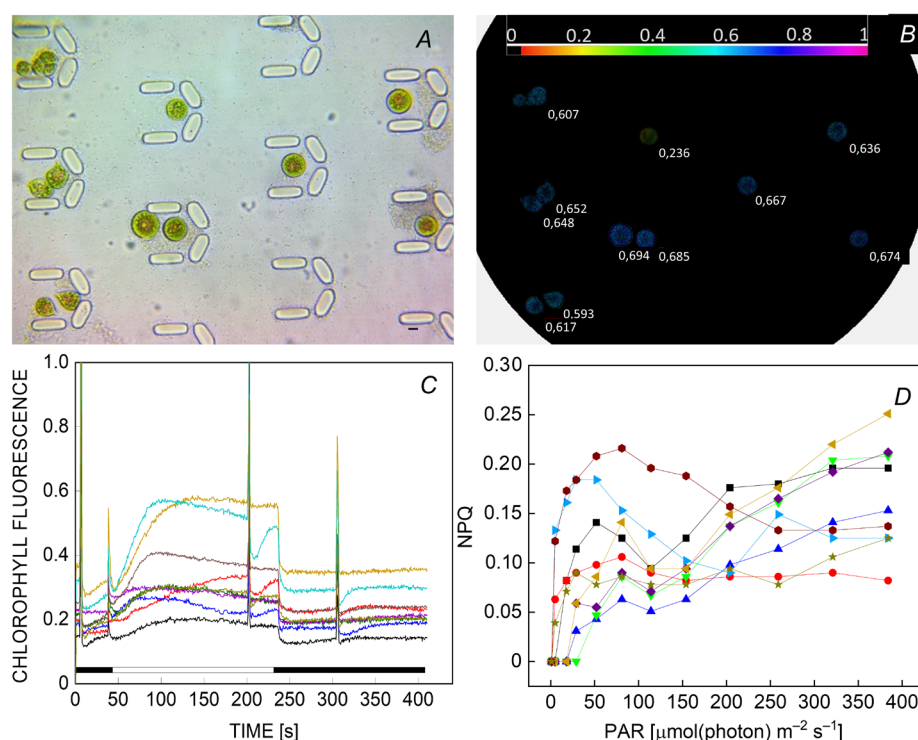 A
0 0.2 0.4 0.6 0.8 1
B
0,607
0,236
0,636
0,667
0,652
0,648
0,694 0,685
0,674
0.593
0,617
C
1.0
0.8
0.6
0.4
0.2
0
CHLOROPHYLL FLUORESCENCE
0 50 100 150 200 250 300 350 400
TIME [s]
D
0.30
0.25
0.20
0.15
0.10
0.05
0
NPQ
0 50 100 150 200 250 300 350 400
PAR [μmol(photon) m⁻² s⁻¹]